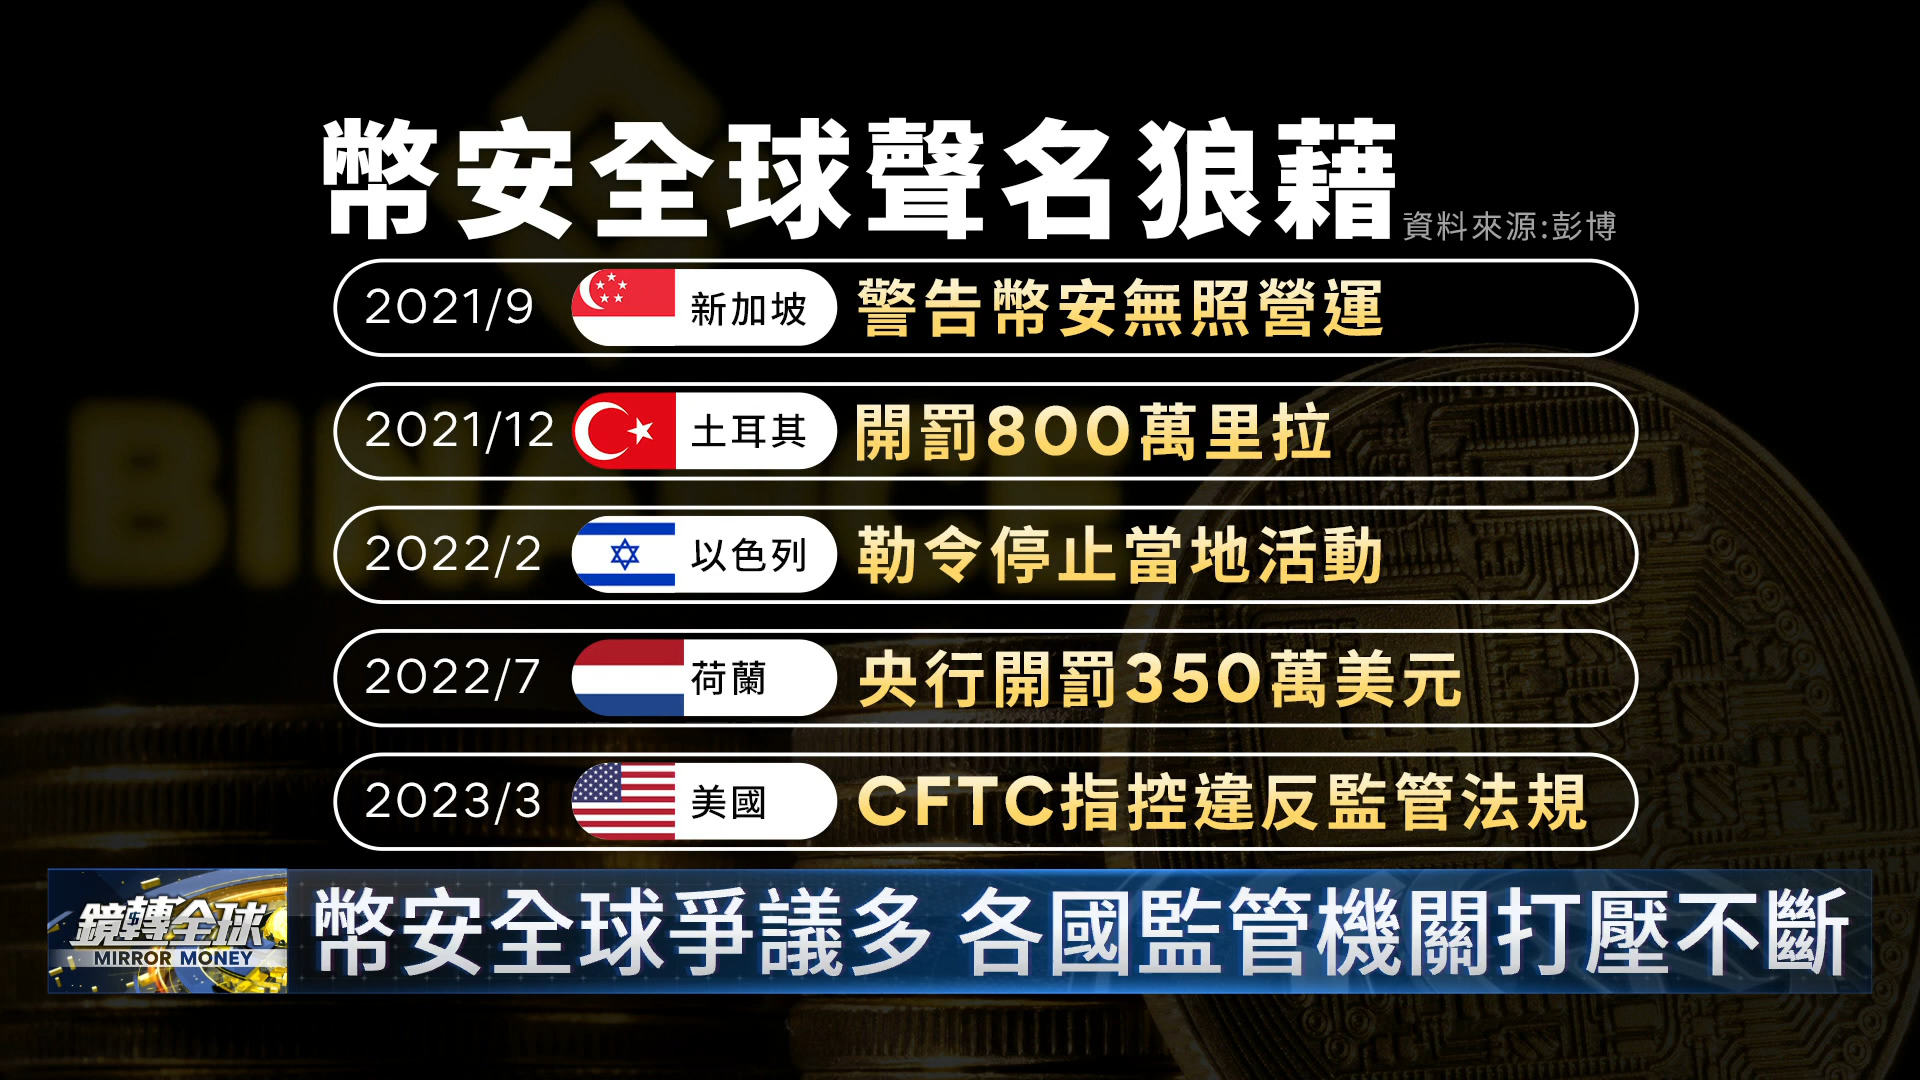 幣安全球聲名狼藉
資料來源:彭博
2021/9 新加坡 警告幣安無照營運
2021/12 土耳其 開罰800萬里拉
2022/2 以色列 勒令停止當地活動
2022/7 荷蘭 央行開罰350萬美元
2023/3 美國 CFTC指控違反監管法規
BINANCE
鏡轉全球
MIRROR MONEY
幣安全球爭議多 各國監管機關打壓不斷